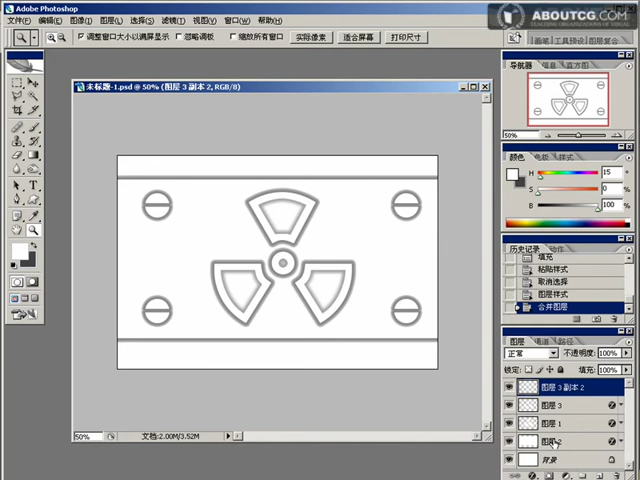 Adobe Photoshop
ABOUTCG.COM
文件(F) 编辑(E) 图像(I) 图层(L) 选择(S) 滤镜(T) 视图(V) 窗口(W) 帮助(H)
调整窗口大小以满屏显示 忽略调板 缩放所有窗口 实际像素 适合屏幕 打印尺寸
画笔 工具预设 图层复合
未标题-1.psd @ 50% (图层 3 副本 2, RGB/8)
导航器 信息 直方图
50%
颜色 色板 样式
H 15 °
S 0 %
B 100 %
历史记录 动作
填充
粘贴样式
取消选择
图层样式
合并图层
图层 通道 路径
正常 不透明度: 100%
锁定: 填充: 100%
图层 3 副本 2
图层 3
图层 1
图层 2
背景
50% 文档:2.00M/3.52M